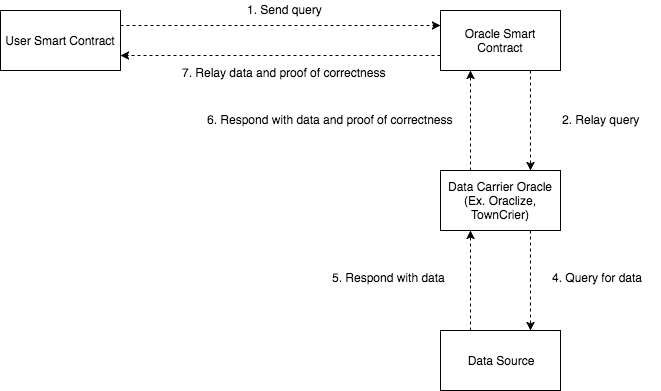 1. Send query
User Smart Contract
Oracle Smart
Contract
7. Relay data and proof of correctness
6. Respond with data and proof of correctness
2. Relay query
Data Carrier Oracle
(Ex. Oraclize,
TownCrier)
5. Respond with data
4. Query for data
Data Source